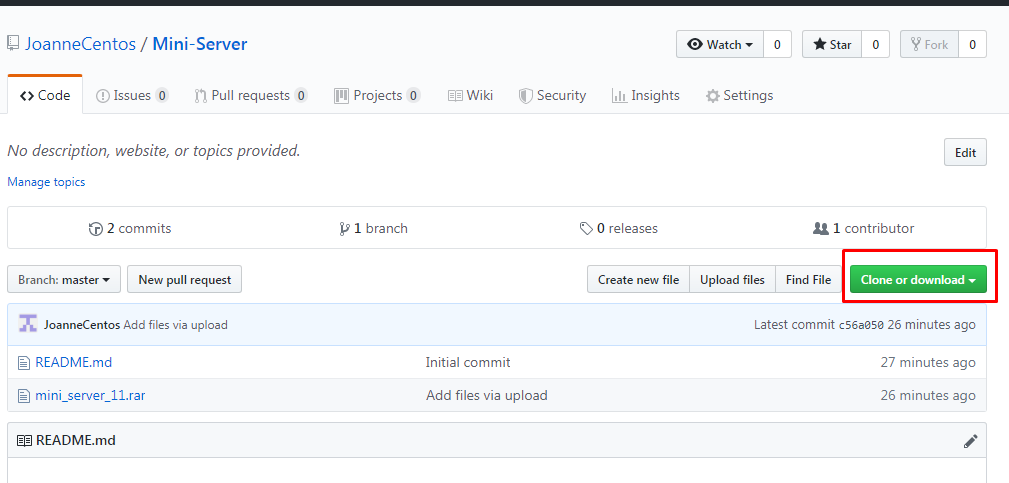 JoanneCentos / Mini-Server
Watch 0 Star 0 Fork 0
Code Issues 0 Pull requests 0 Projects 0 Wiki Security Insights Settings
No description, website, or topics provided. Edit
Manage topics
2 commits 1 branch 0 releases 1 contributor
Branch: master New pull request Create new file Upload files Find File Clone or download
JoanneCentos Add files via upload Latest commit c56a050 26 minutes ago
README.md Initial commit 27 minutes ago
mini_server_11.rar Add files via upload 26 minutes ago
README.md